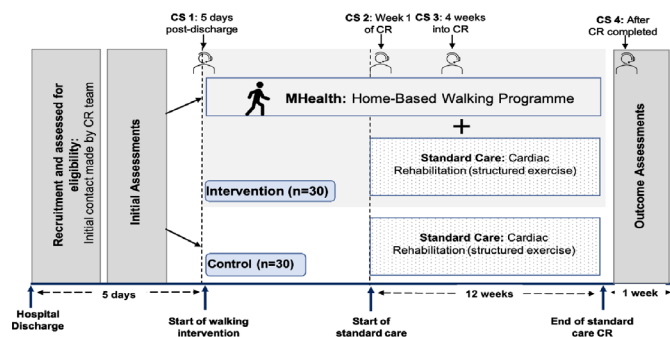 CS 1: 5 days
post-discharge
CS 2: Week 1
of CR
CS 3: 4 weeks
into CR
CS 4: After
CR completed
Recruitment and assessed for
eligibility:
Initial contact made by CR team
Initial Assessments
MHealth: Home-Based Walking Programme
+
Standard Care: Cardiac
Rehabilitation (structured exercise)
Intervention (n=30)
Standard Care: Cardiac
Rehabilitation (structured exercise)
Control (n=30)
Outcome Assessments
5 days
12 weeks
1 week
Hospital
Discharge
Start of walking
intervention
Start of
standard care
End of standard
care CR